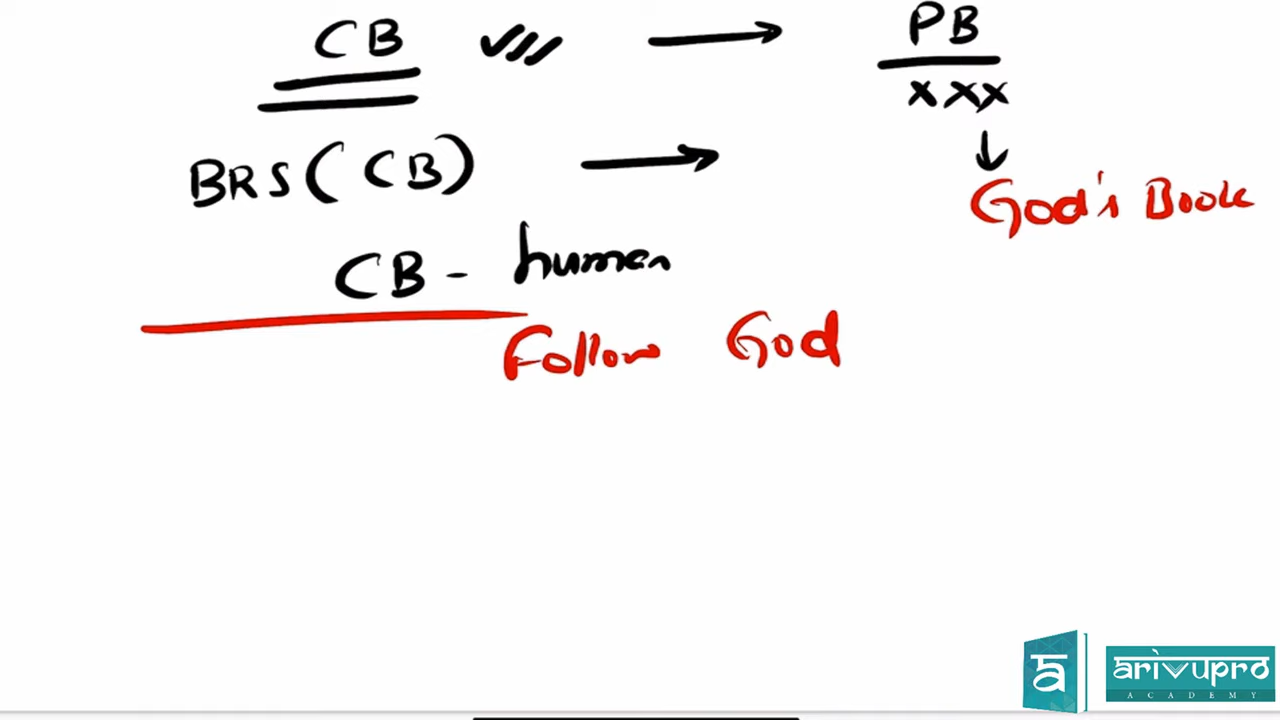 CB → PB
xxx
BRS (CB) → ↓
God's Book
CB - human
Follow God
arivupro
ACADEMY